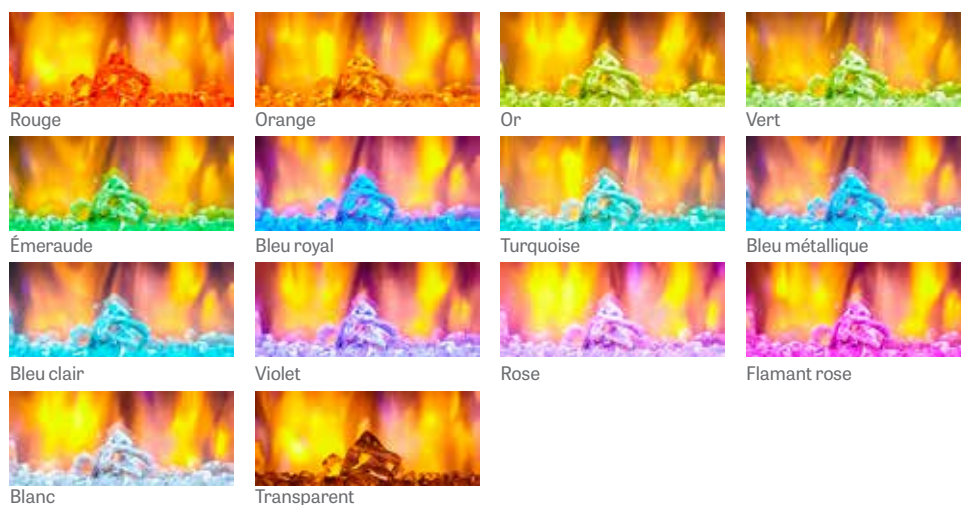 Rouge
Orange
Or
Vert
Émeraude
Bleu royal
Turquoise
Bleu métallique
Bleu clair
Violet
Rose
Flamant rose
Blanc
Transparent